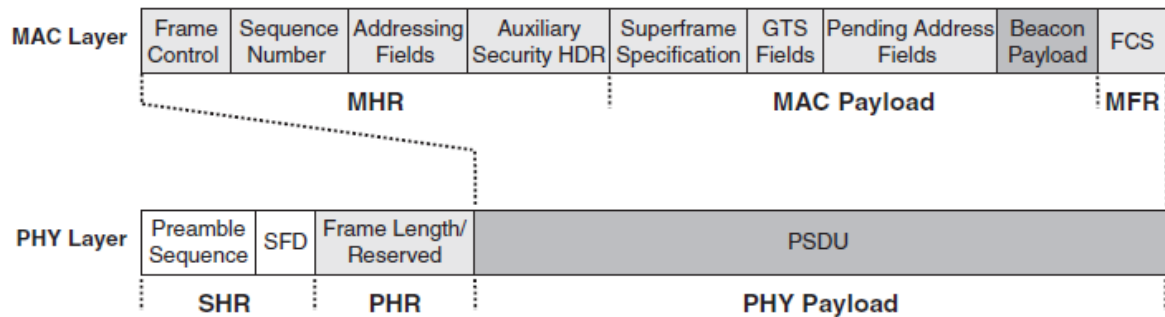 MAC Layer
Frame Control
Sequence Number
Addressing Fields
Auxiliary Security HDR
Superframe Specification
GTS Fields
Pending Address Fields
Beacon Payload
FCS
MHR
MAC Payload
MFR
PHY Layer
Preamble Sequence
SFD
Frame Length/ Reserved
PSDU
SHR
PHR
PHY Payload